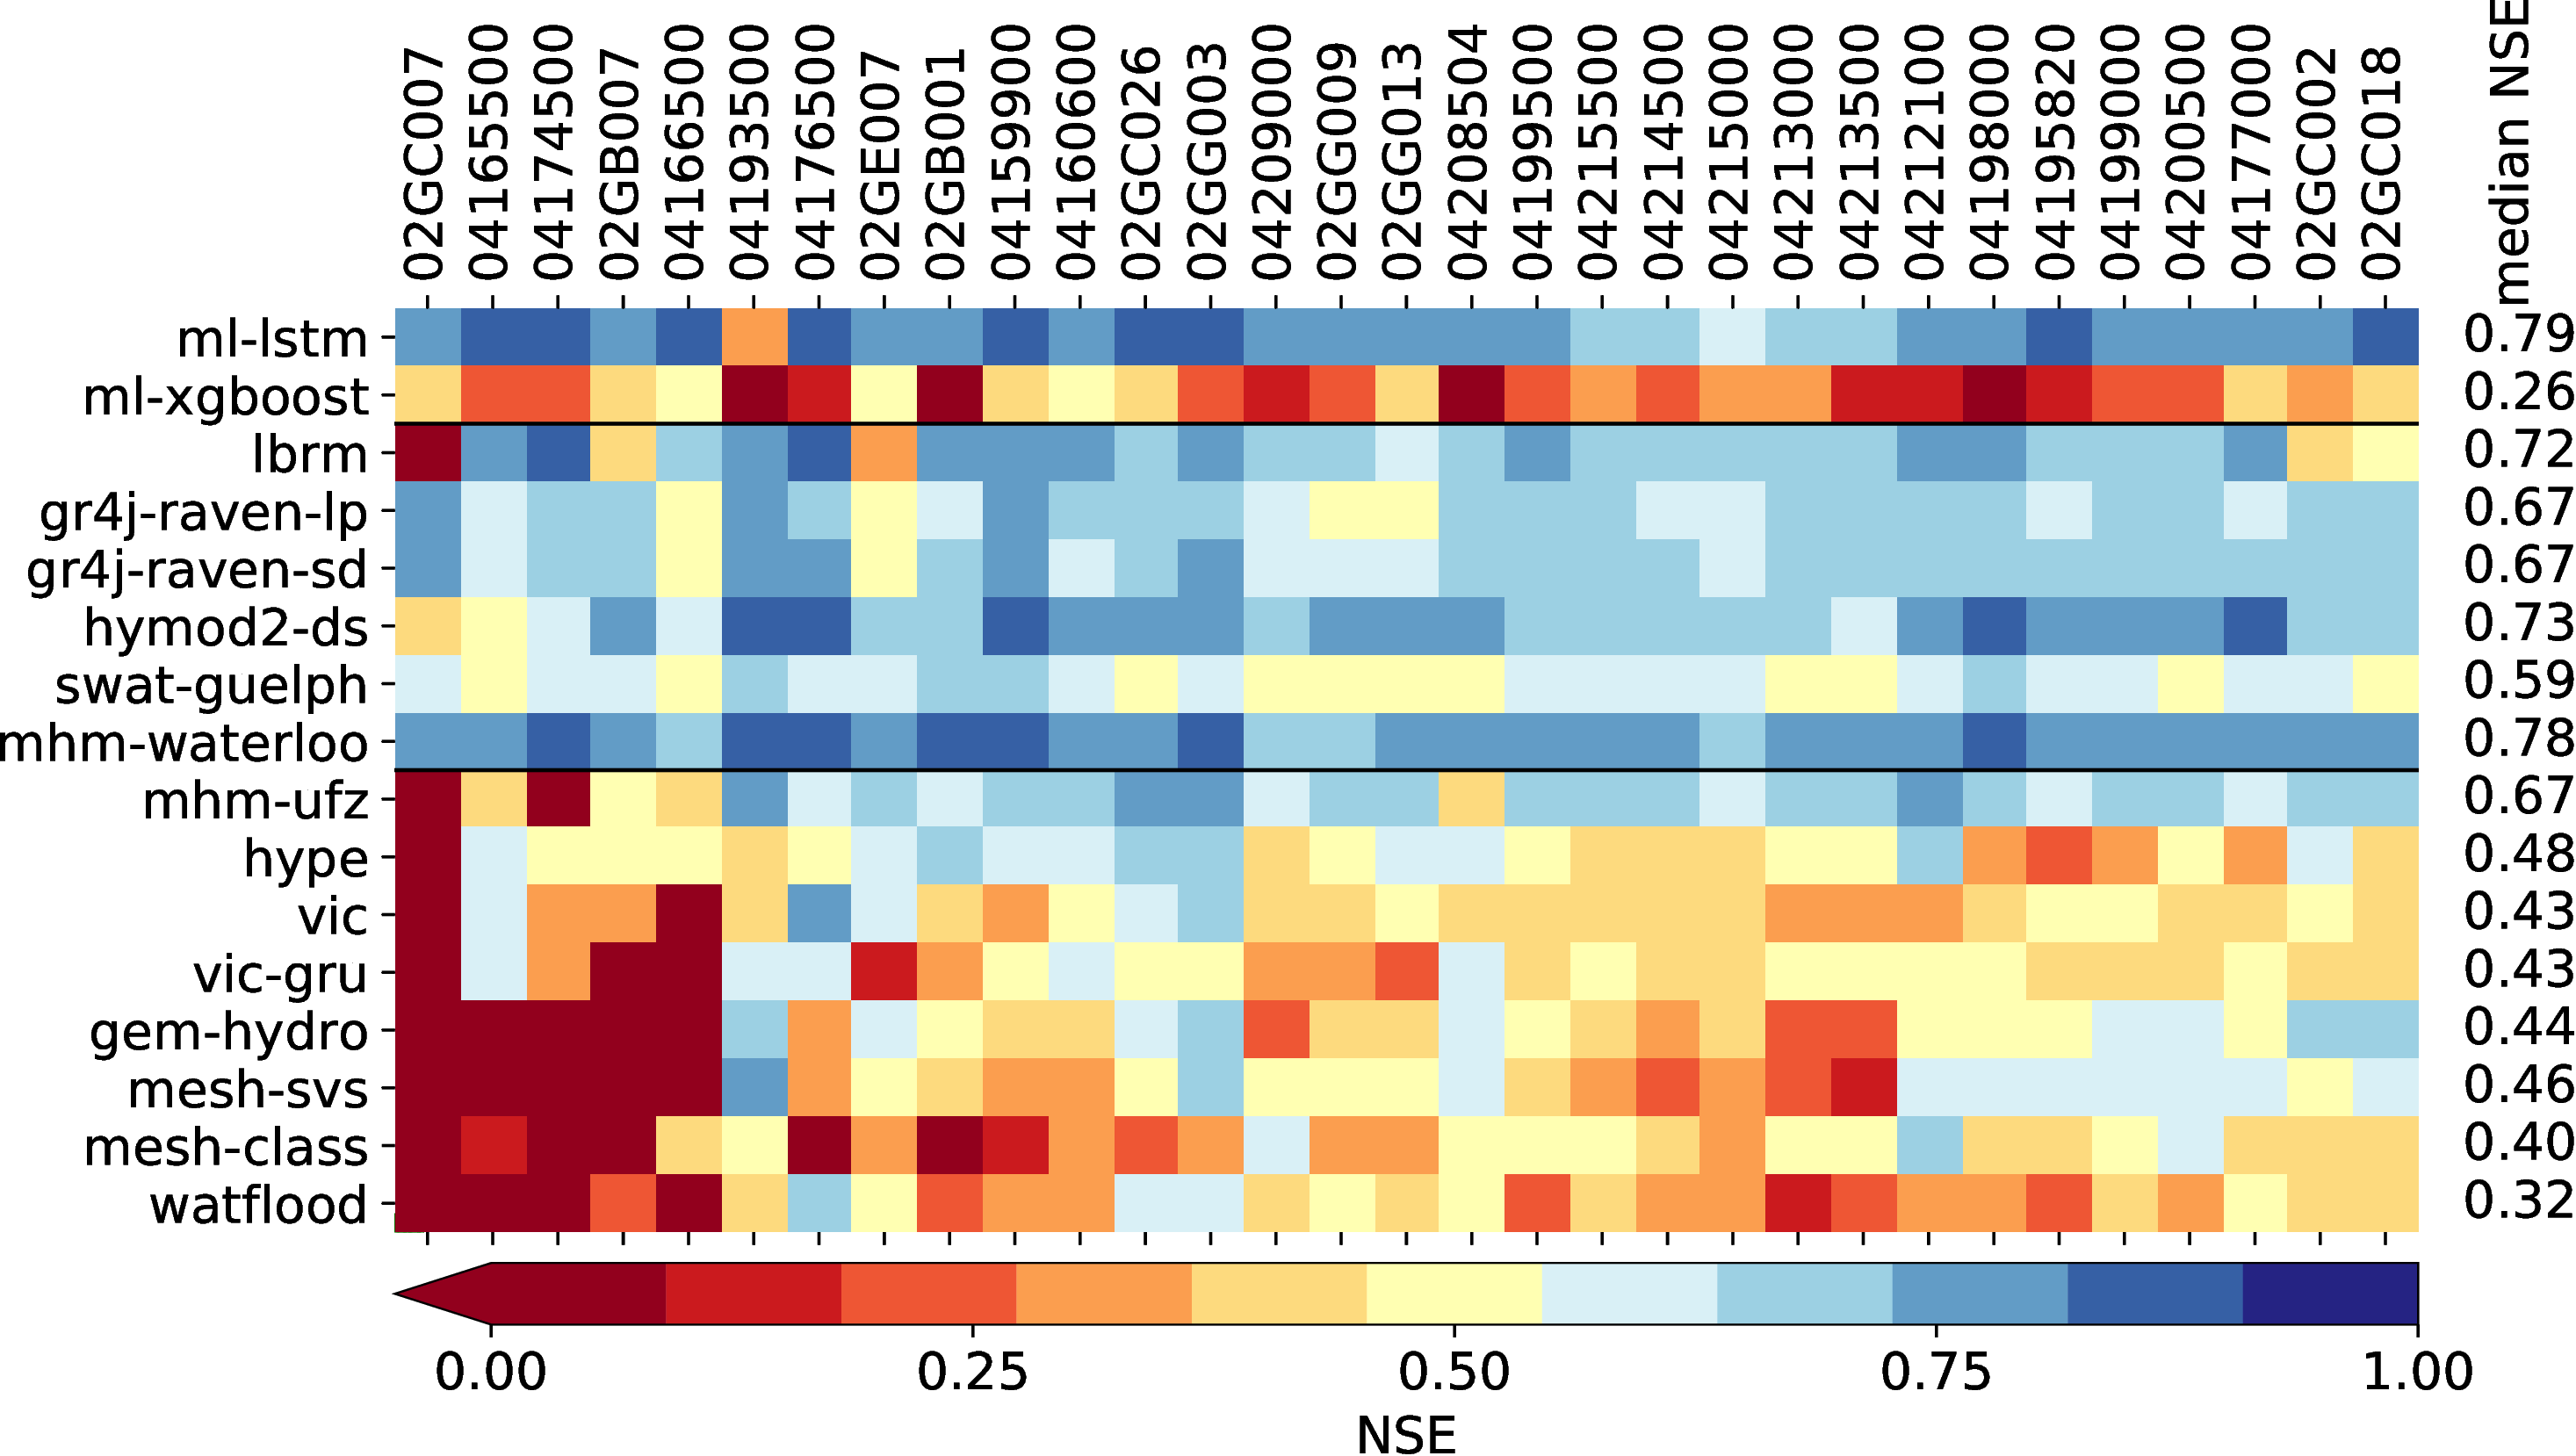 02GC007 04165500 04174500 02GB007 04166500 04193500 04176500 02GE007 02GB001 04159900 04160600 02GC026 02GG003 04209000 02GG009 02GG013 04208504 04199500 04215500 04214500 04215000 04213000 04213500 04212100 04198000 04195820 04199000 04200500 04177000 02GC002 02GC018 median NSE
ml-lstm 0.79
ml-xgboost 0.26
lbrm 0.72
gr4j-raven-lp 0.67
gr4j-raven-sd 0.67
hymod2-ds 0.73
swat-guelph 0.59
mhm-waterloo 0.78
mhm-ufz 0.67
hype 0.48
vic 0.43
vic-gru 0.43
gem-hydro 0.44
mesh-svs 0.46
mesh-class 0.40
watflood 0.32
0.00 0.25 0.50 0.75 1.00
NSE